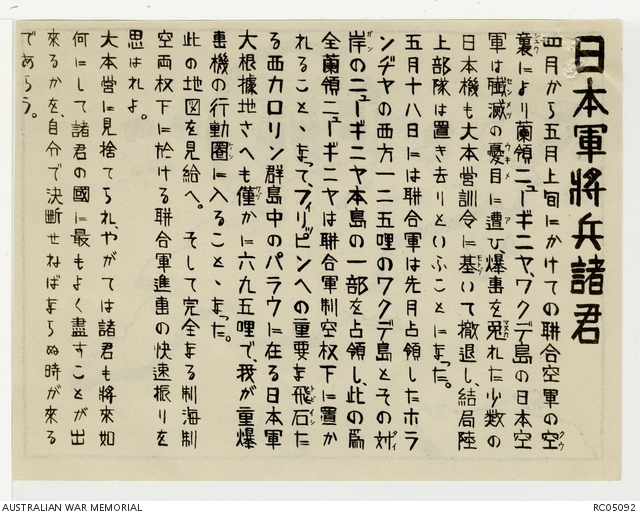 日本軍將兵諸君
四月から五月上旬にかけての聯合空軍の空
襲により蘭領ニューギニヤ、ワクデ島の日本空
軍は殲滅の憂目に遭ひ、爆車を免れた少数の
日本機も大本営訓令に基いて撤退し、結局陸
上部隊は置き去りといふことになった。
五月十八日には聯合軍は先月占領したホラ
ンヂヤの西方一二五哩のワクデ島とその対
岸のニューギニヤ本島の一部を占領し、此の為
全蘭領ニューギニヤは聯合軍制空权下に置か
れることゝなって、フィリピンへの重要な飛石た
る西カロリン群島中のパラウに在る日本軍
大根據地さへも僅かに六九五哩で、我が重爆
轟機の行動圏に入ることゝなった。
此の地図を見給へ。そして完全なる制海制
空両权下に於ける聯合軍進軍の快速振りを
思はれよ。
大本営に見捨てられ、やがては諸君も將來如
何にして諸君の國に最もよく盡すことが出
來るかを、自分で決断せねばならぬ時が來る
であらう。
AUSTRALIAN WAR MEMORIAL
RC05092